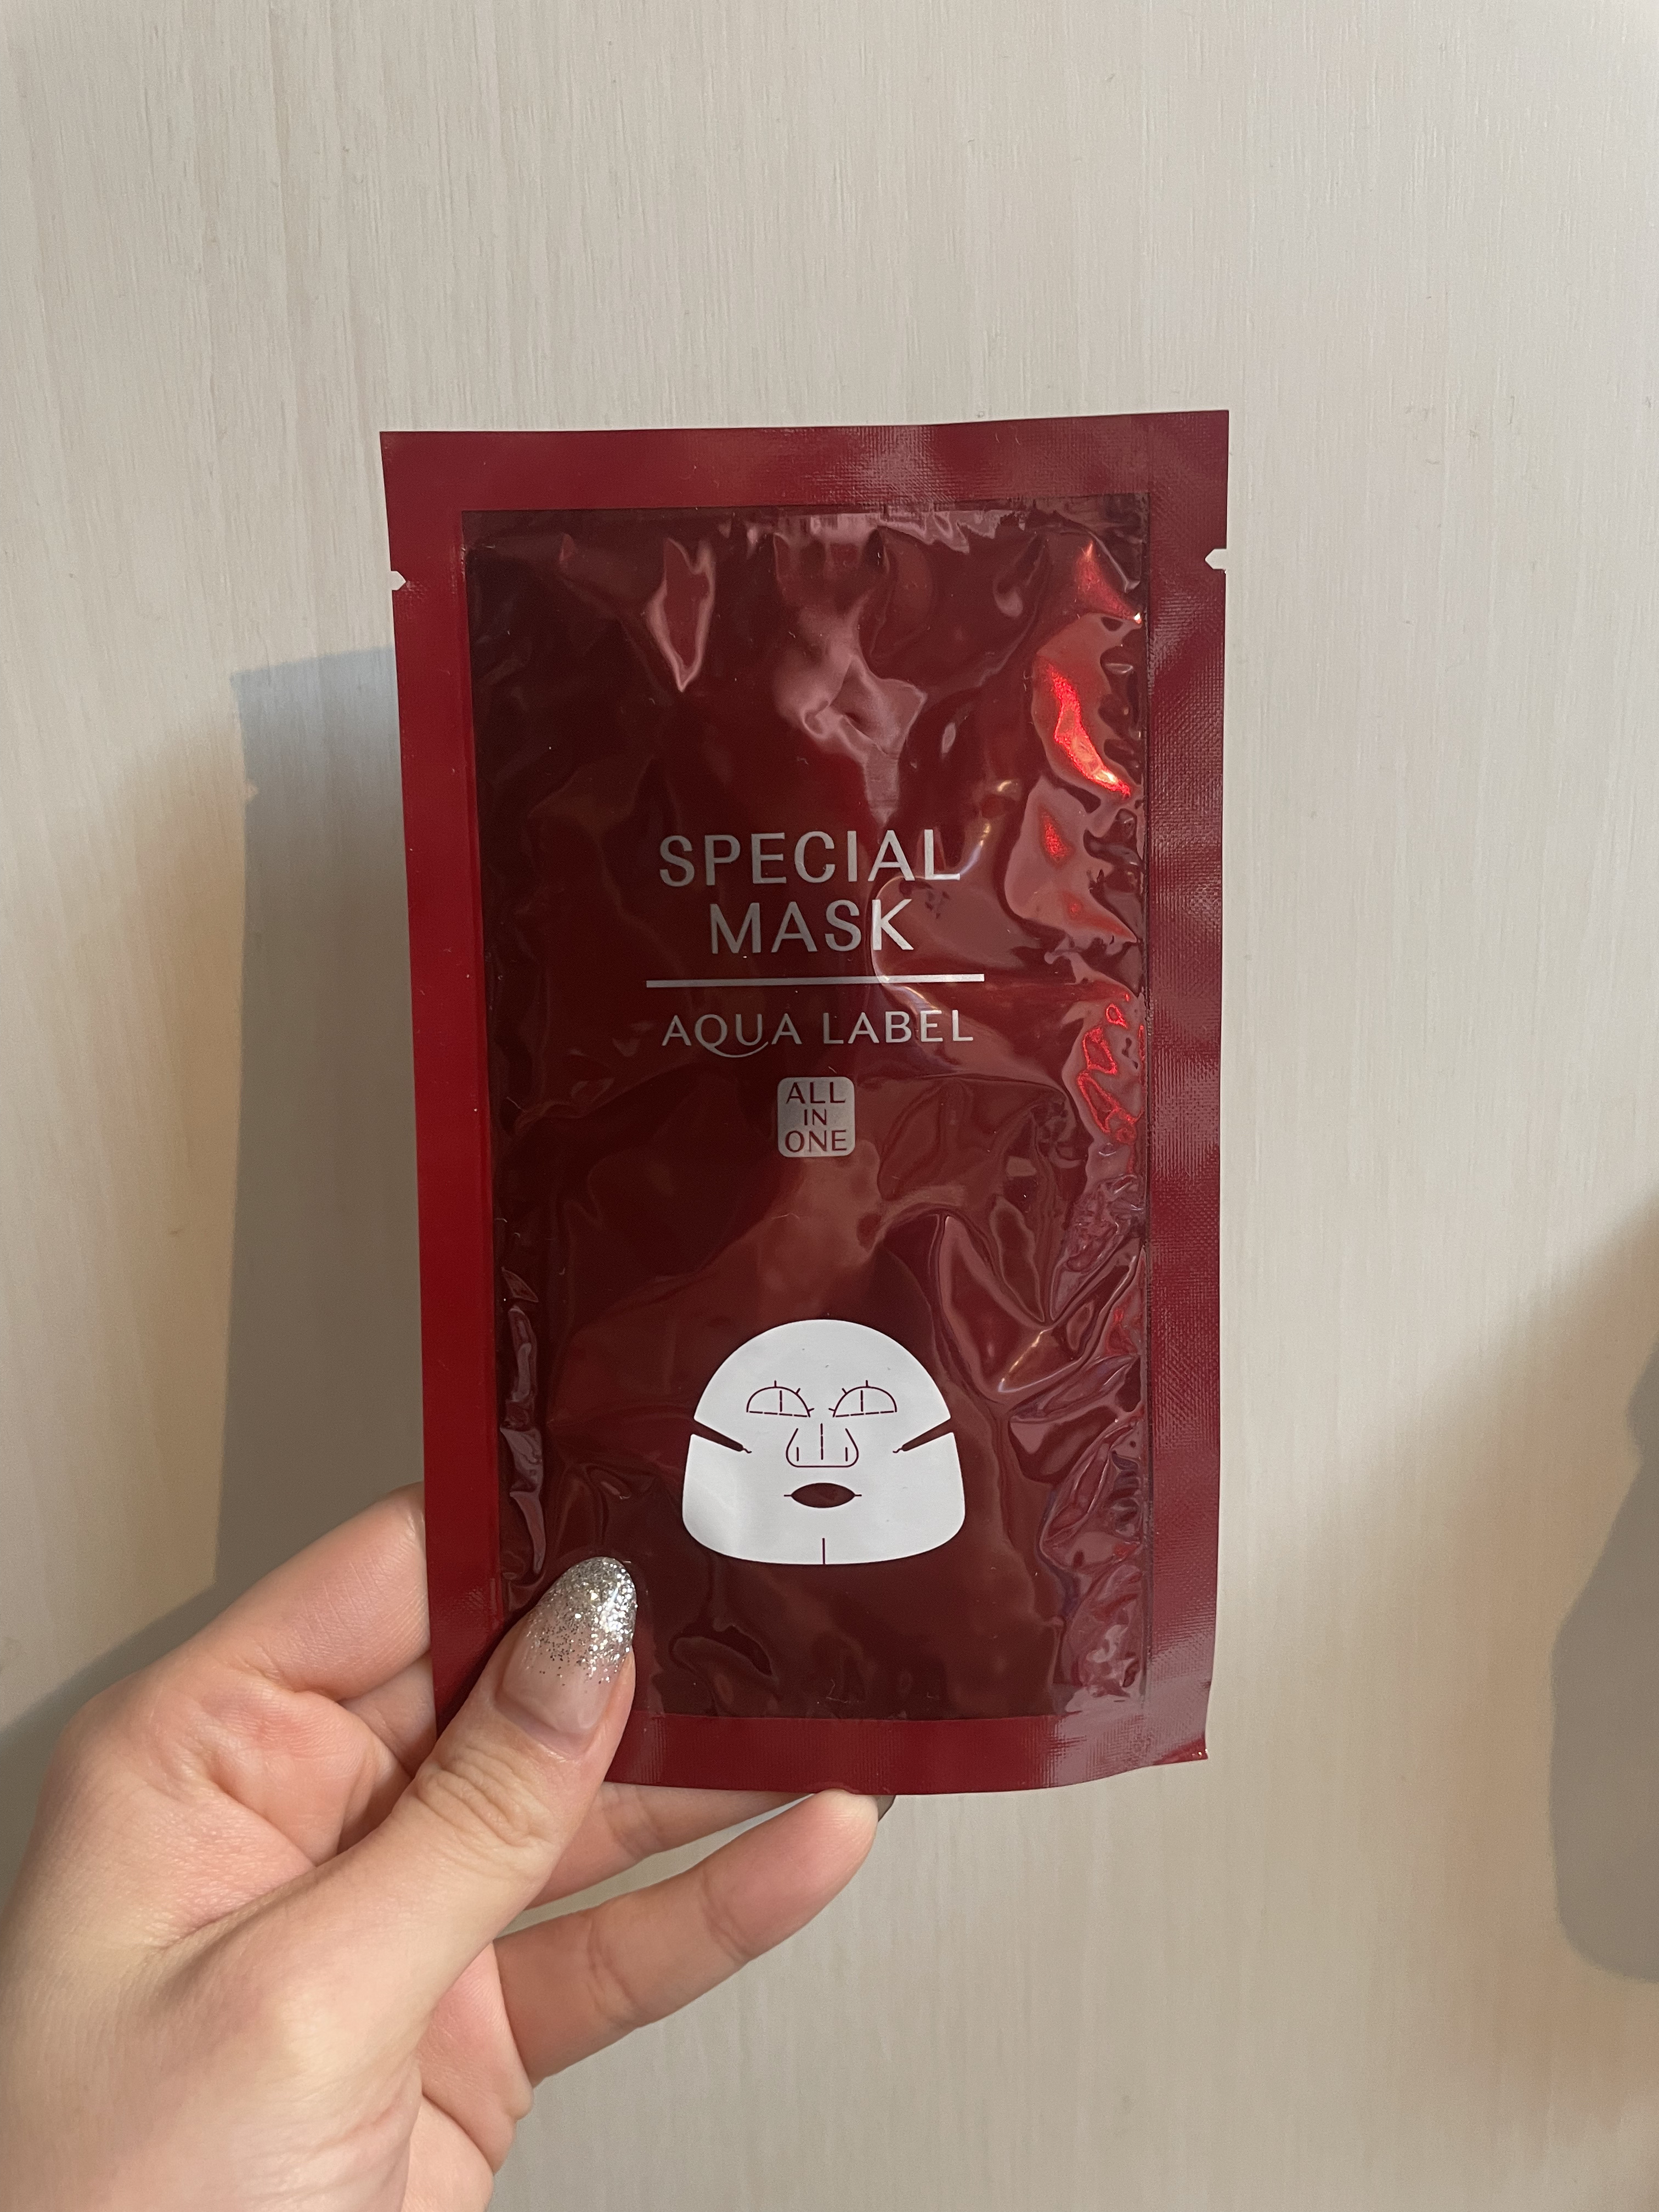 SPECIAL
MASK
AQUA LABEL
ALL
IN
ONE